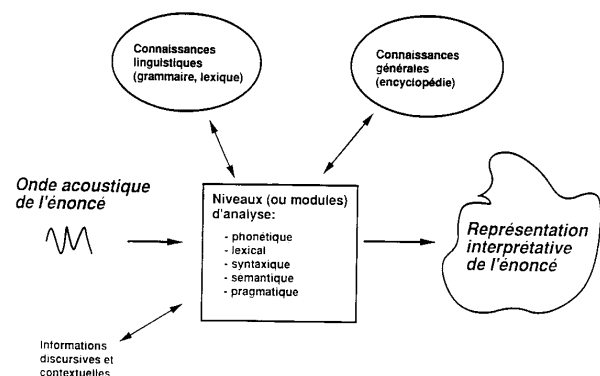 Connaissances
linguistiques
(grammaire, lexique)
Connaissances
générales
(encyclopédie)
Onde acoustique
de l'énoncé
Niveaux (ou modules)
d'analyse:
- phonétique
- lexical
- syntaxique
- semantique
- pragmatique
Représentation
interprétative
de l'énoncé
Informations
discursives et
contextuelles